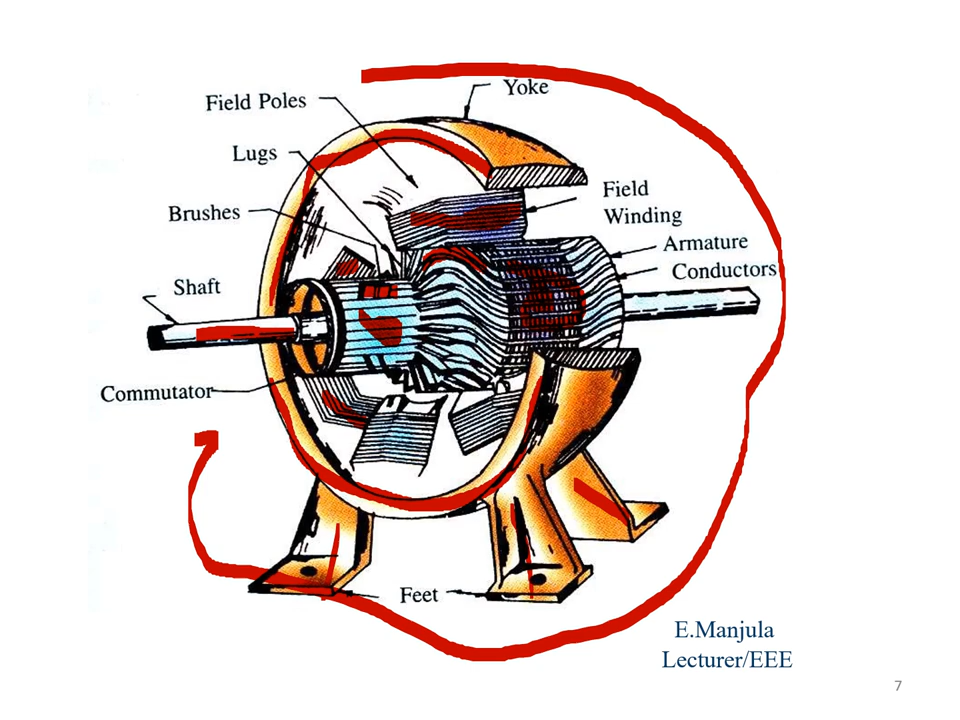 Yoke
Field Poles
Lugs
Field
Winding
Brushes
Armature
Conductors
Shaft
Commutator
Feet
E.Manjula
Lecturer/EEE
7